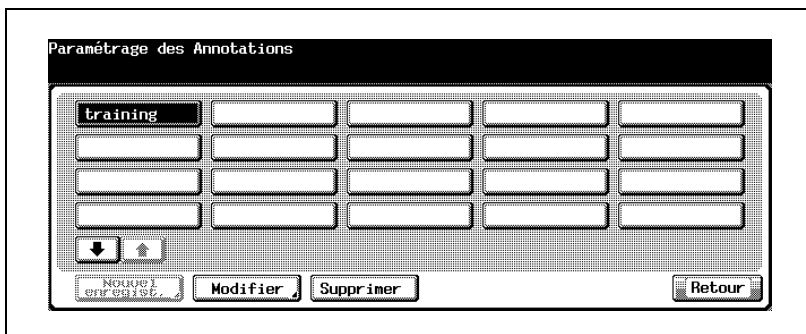 Paramétrage des Annotations
training
Nouvel
enregist.
Modifier
Supprimer
Retour